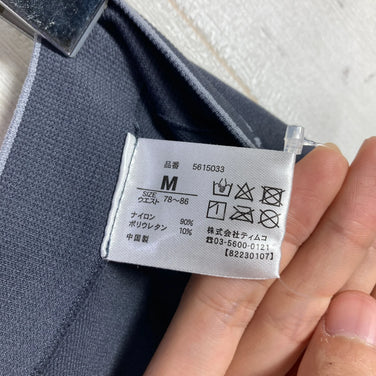 品番 5615033
M
SIZE
ウエスト 78～86
ナイロン 90%
ポリウレタン 10%
中国製
株式会社ティムコ
☎03-5600-0121
【82230107】